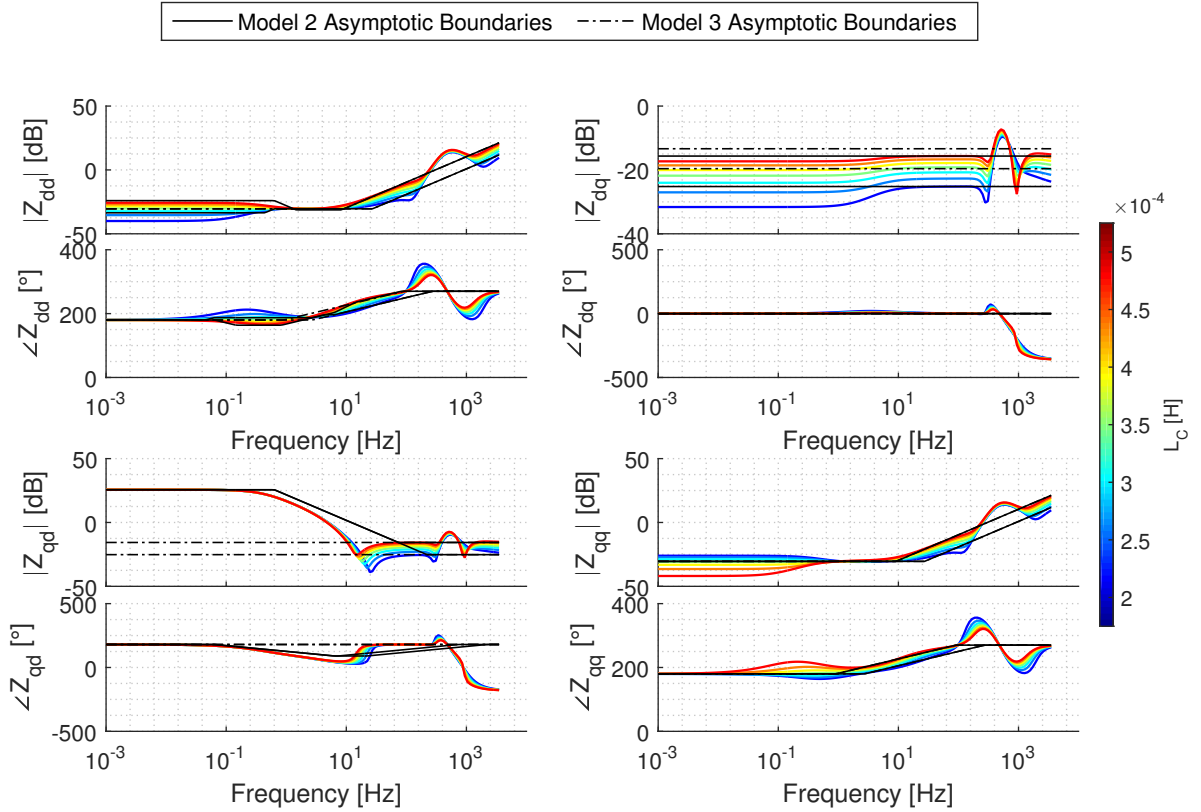 Model 2 Asymptotic Boundaries Model 3 Asymptotic Boundaries
50
0
-50
|Z_dd| [dB]
400
200
0
∠Z_dd [°]
10^-3 10^-1 10^1 10^3
Frequency [Hz]
0
-20
-40
|Z_dq| [dB]
500
0
-500
∠Z_dq [°]
10^-3 10^-1 10^1 10^3
Frequency [Hz]
50
0
-50
|Z_qd| [dB]
500
0
-500
∠Z_qd [°]
10^-3 10^-1 10^1 10^3
Frequency [Hz]
50
0
-50
|Z_qq| [dB]
400
200
0
∠Z_qq [°]
10^-3 10^-1 10^1 10^3
Frequency [Hz]
×10^-4
5
4.5
4
3.5
3
2.5
2
L_C [H]